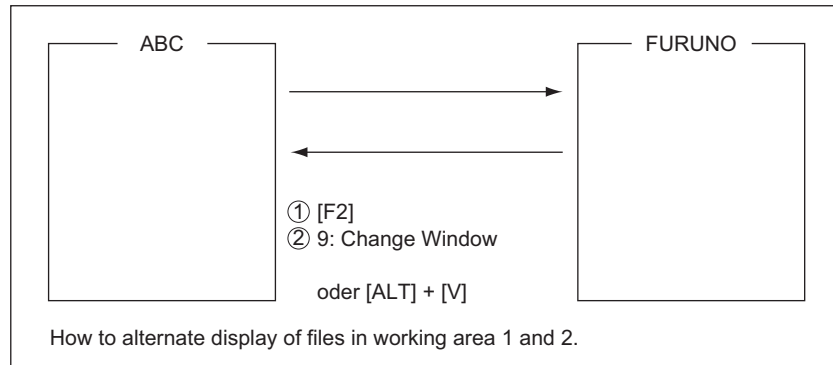 ABC
FURUNO
① [F2]
② 9: Change Window
oder [ALT] + [V]
How to alternate display of files in working area 1 and 2.